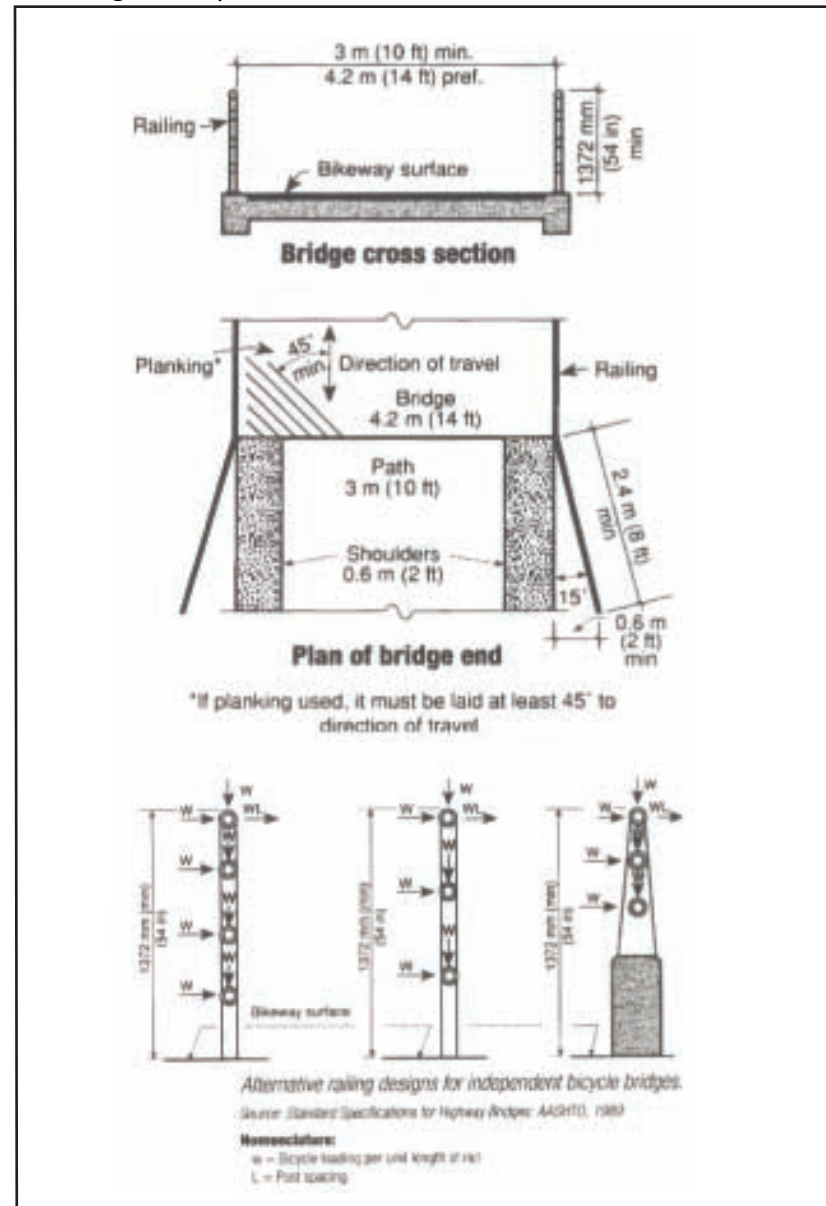 3 m (10 ft) min.
4.2 m (14 ft) pref.
Railing
1372 mm
(54 in)
min
Bikeway surface
Bridge cross section
Planking*
45°
min.
Direction of travel
Railing
Bridge
4.2 m (14 ft)
Path
3 m (10 ft)
2.4 m (8 ft)
min
Shoulders
0.6 m (2 ft)
15°
0.6 m
(2 ft)
min
Plan of bridge end
*If planking used, it must be laid at least 45° to
direction of travel
W
W
WL
W
W
W
W
W
W
1372 mm (min)
(54 in)
W
W
WL
W
W
W
W
1372 mm (min)
(54 in)
W
W
WL
W
W
1372 mm (min)
(54 in)
Bikeway surface
Alternative railing designs for independent bicycle bridges.
Source: Standard Specifications for Highway Bridges: AASHTO, 1989
Nomenclature:
w = Bicycle loading per unit length of rail
L = Post spacing